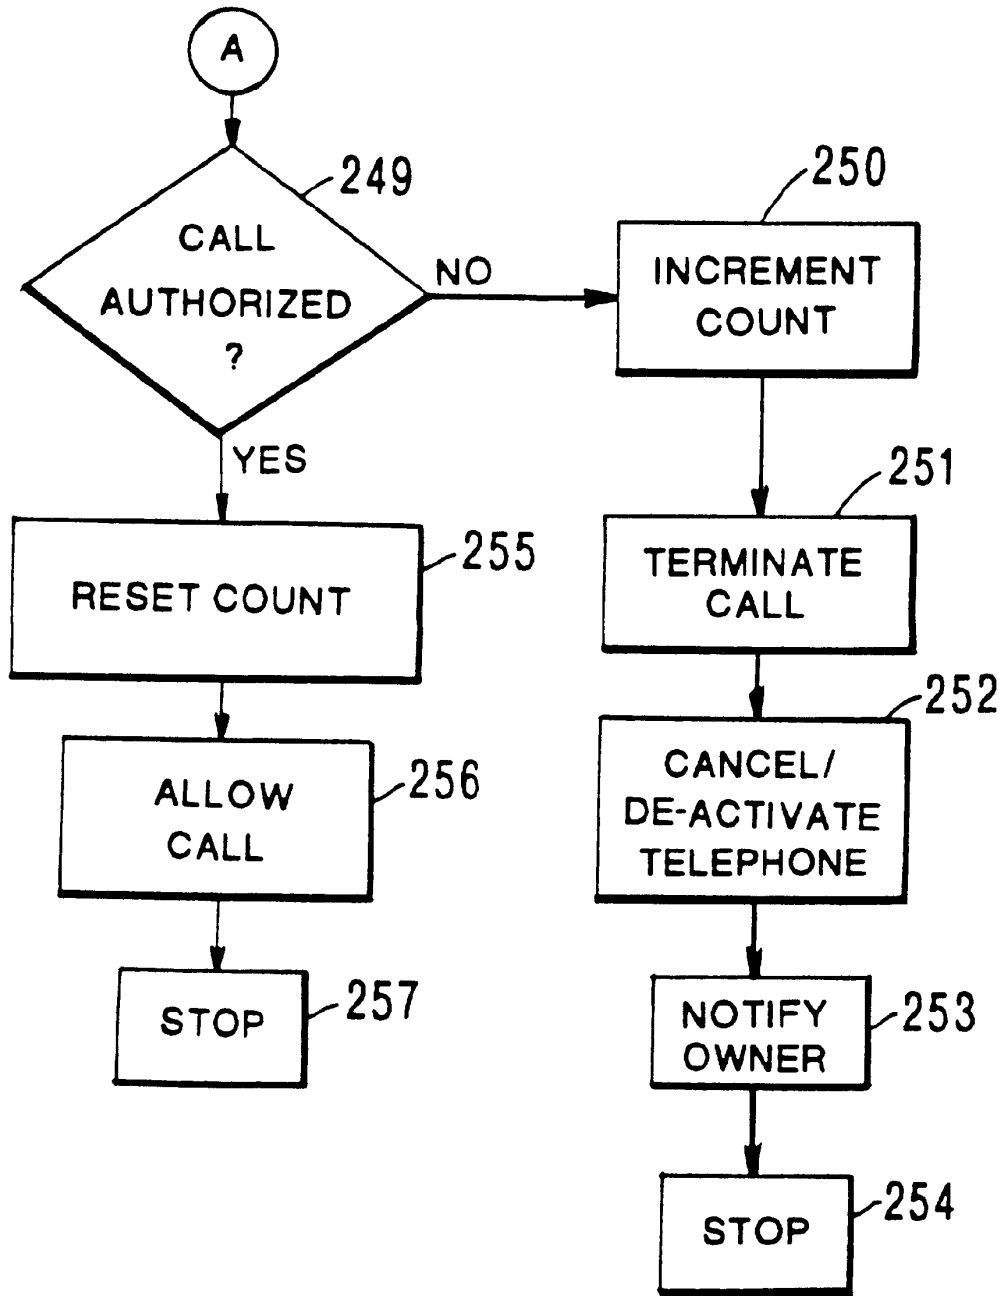 A
249
CALL
AUTHORIZED
?
NO
YES
250
INCREMENT
COUNT
251
TERMINATE
CALL
252
CANCEL/
DE-ACTIVATE
TELEPHONE
253
NOTIFY
OWNER
254
STOP
255
RESET COUNT
256
ALLOW
CALL
257
STOP